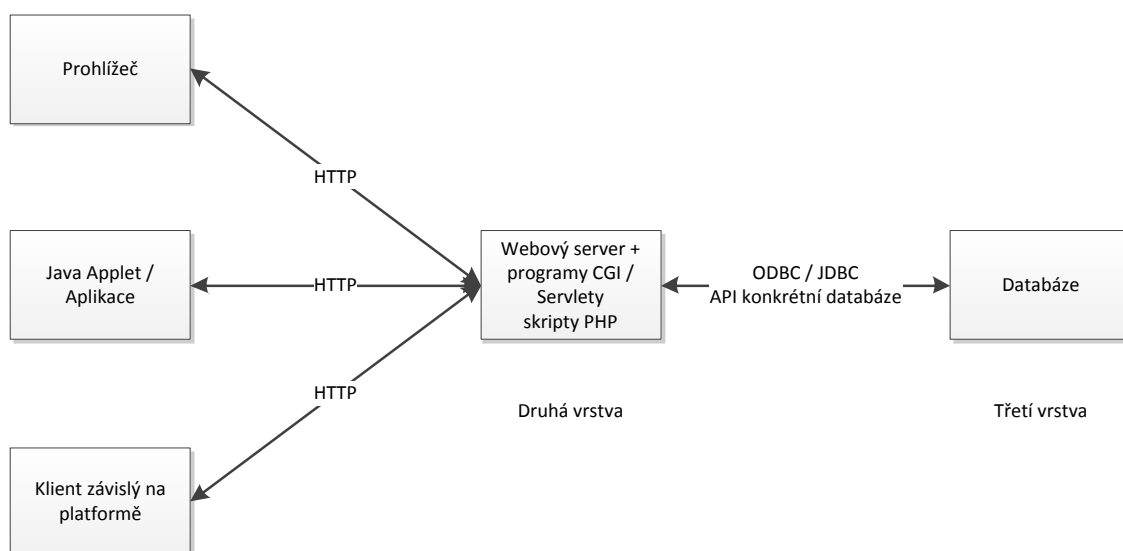 Prohlížeč
HTTP
Java Applet /
Aplikace
HTTP
Webový server +
programy CGI /
Servlety
skripty PHP
ODBC / JDBC
API konkrétní databáze
Databáze
HTTP
Druhá vrstva
Třetí vrstva
Klient závislý na
platformě